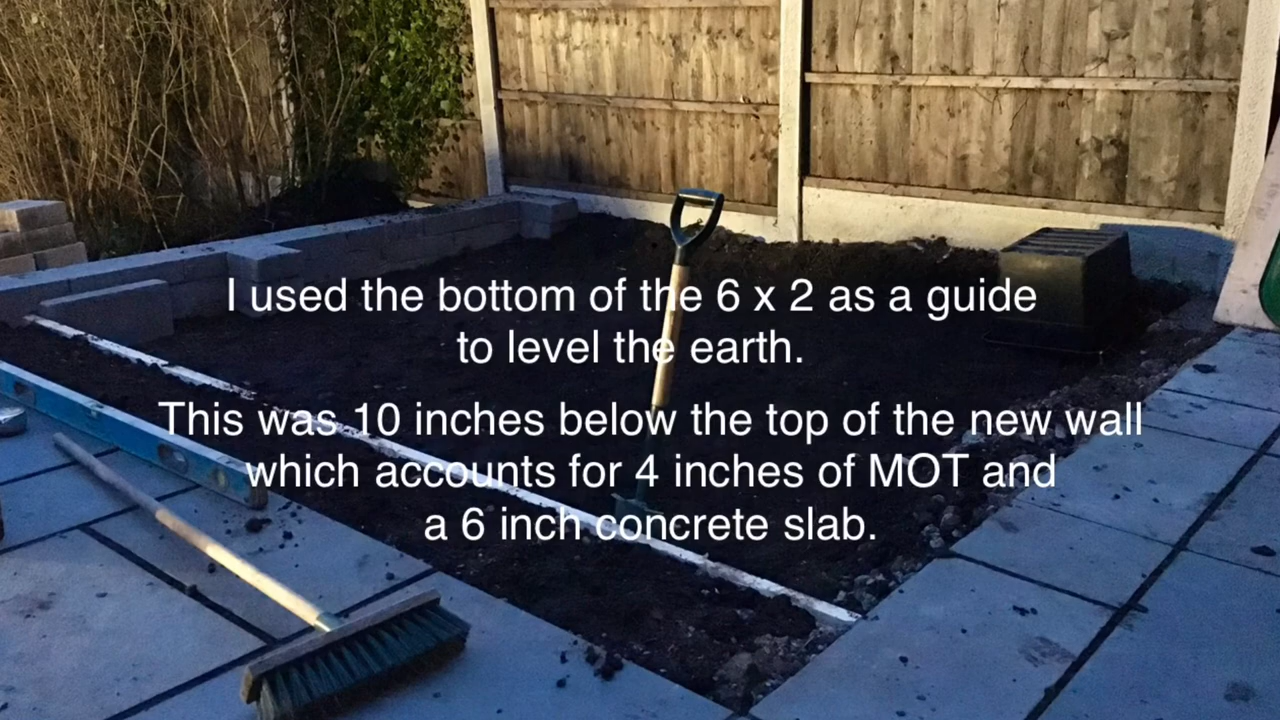 I used the bottom of the 6 x 2 as a guide
to level the earth.
This was 10 inches below the top of the new wall
which accounts for 4 inches of MOT and
a 6 inch concrete slab.